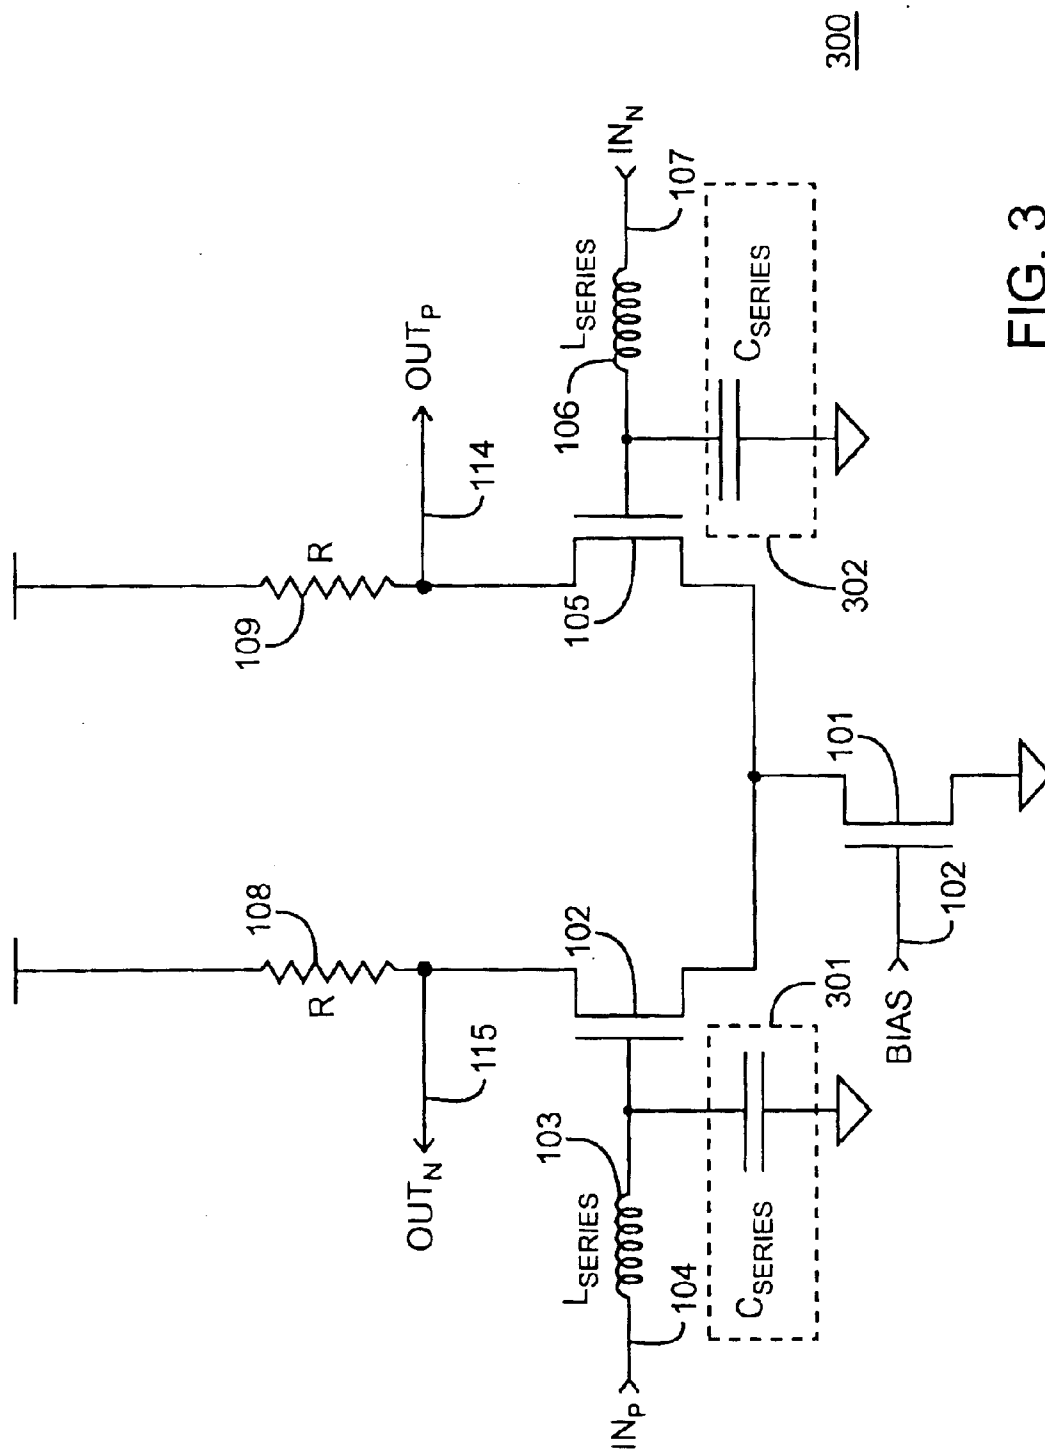 300
R
108
109
R
OUT_N
115
114
OUT_P
L_SERIES
103
102
105
106
L_SERIES
IN_P
104
107
IN_N
C_SERIES
301
302
C_SERIES
BIAS
102
101
FIG. 3